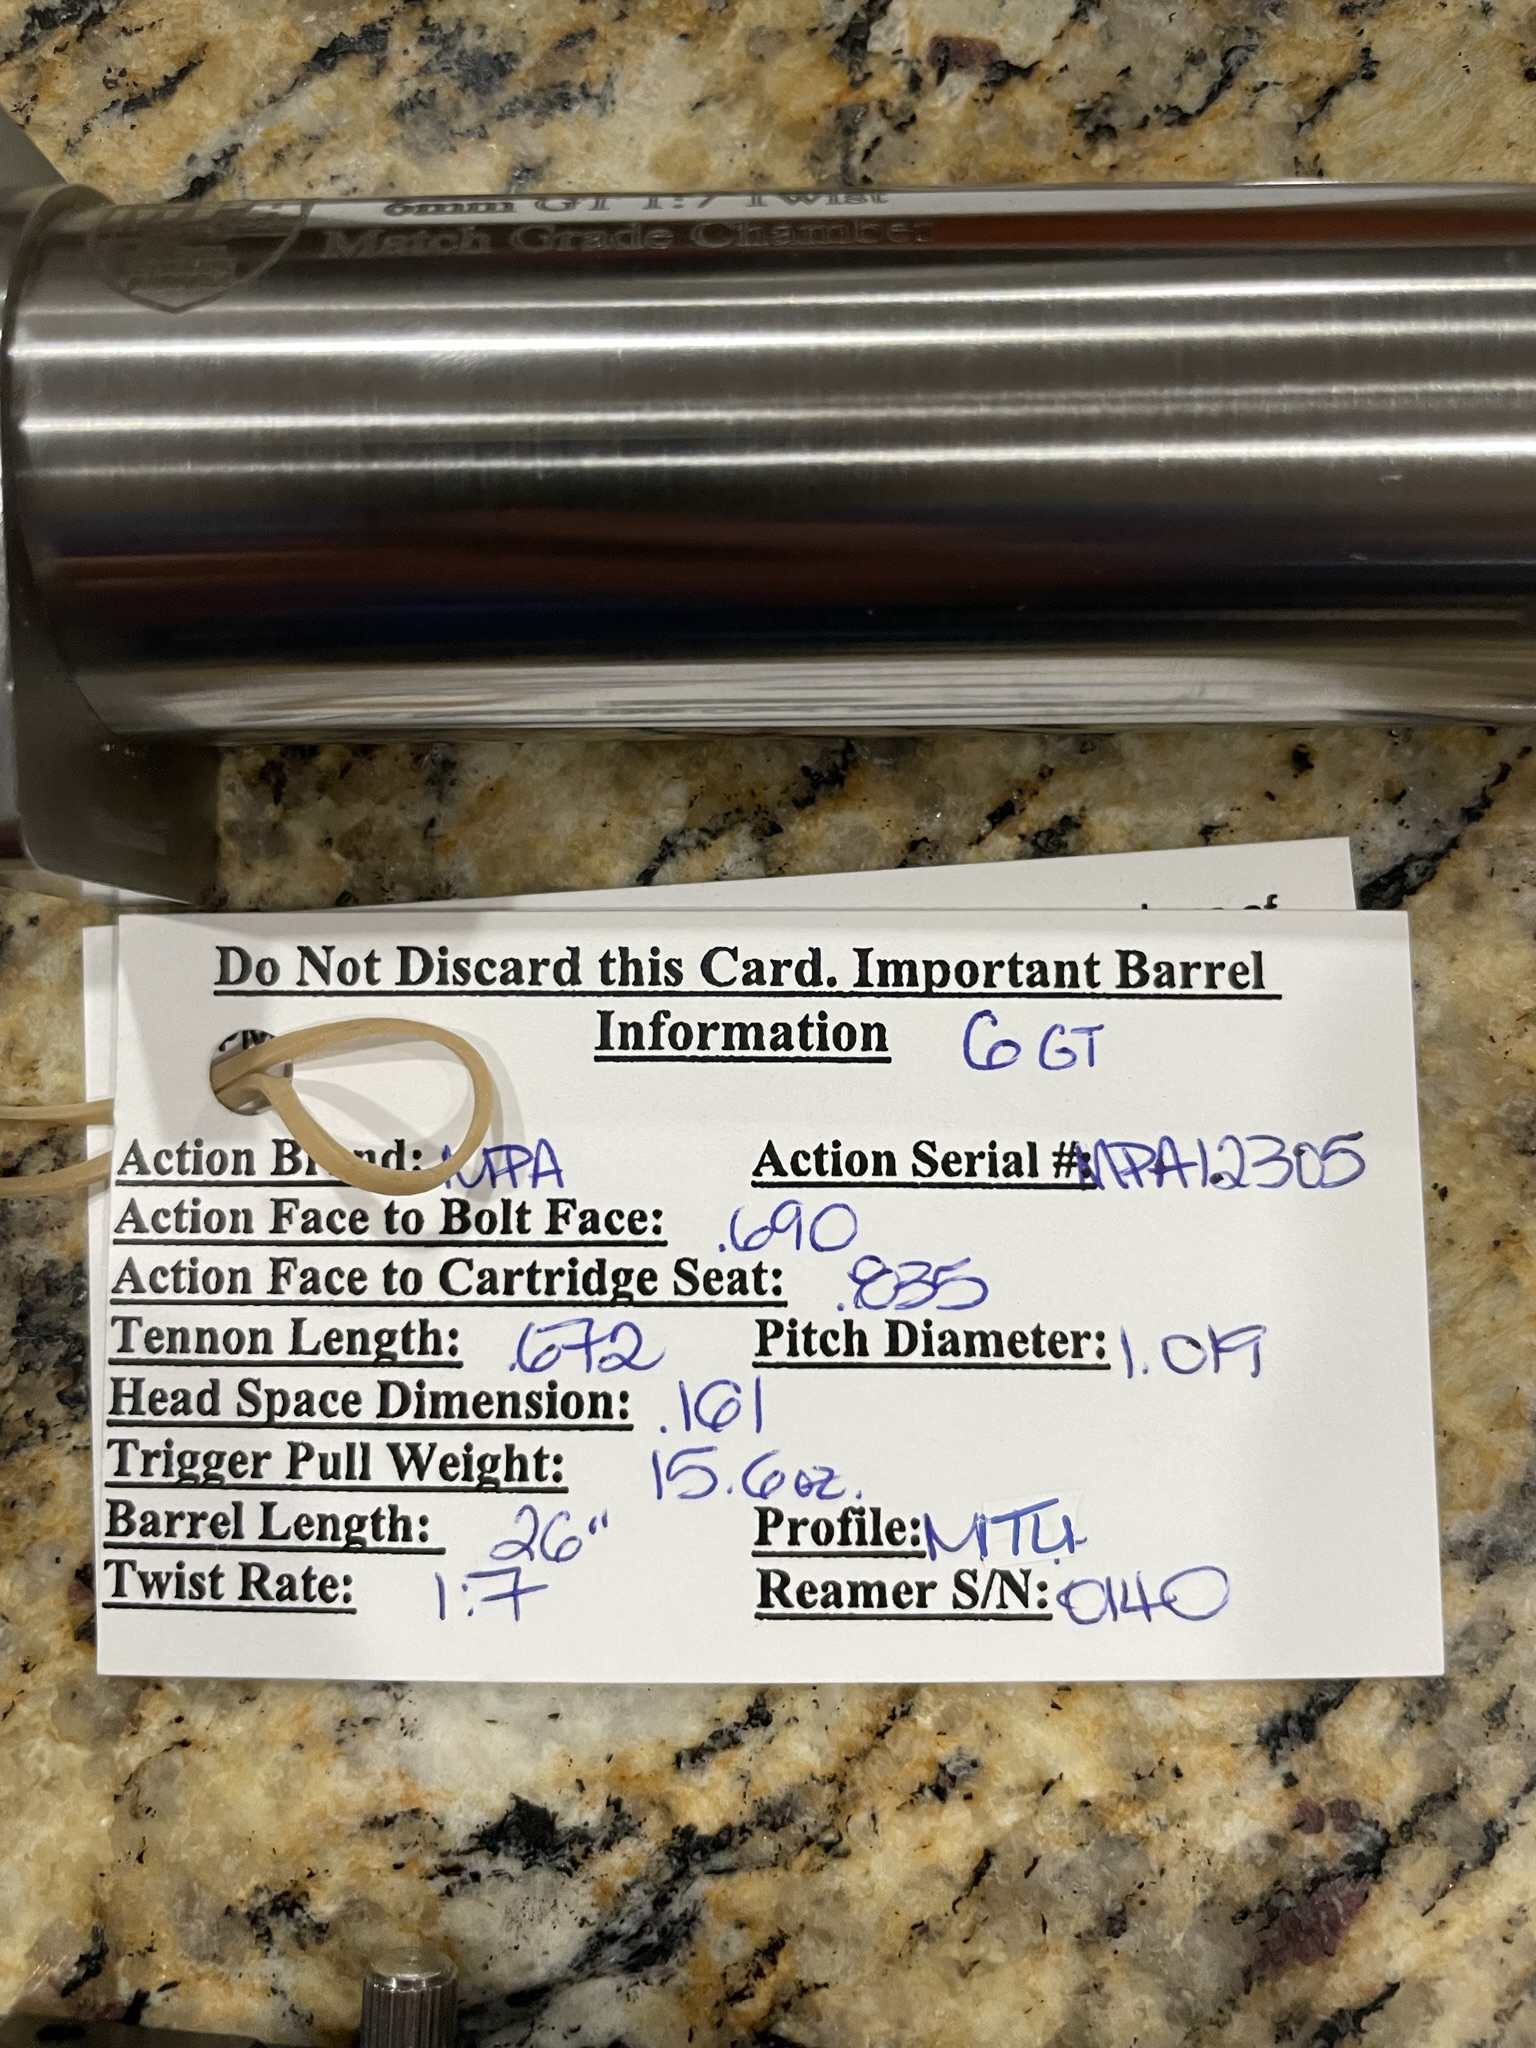 6mm GT 1:7 Twist
Match Grade Chamber
Do Not Discard this Card. Important Barrel
Information 6 GT
Action Brand: MPA Action Serial #: MPA12305
Action Face to Bolt Face: .690
Action Face to Cartridge Seat: .835
Tennon Length: .672 Pitch Diameter: 1.019
Head Space Dimension: .161
Trigger Pull Weight: 15.6 oz.
Barrel Length: 26" Profile: MTU
Twist Rate: 1:7 Reamer S/N: 0140